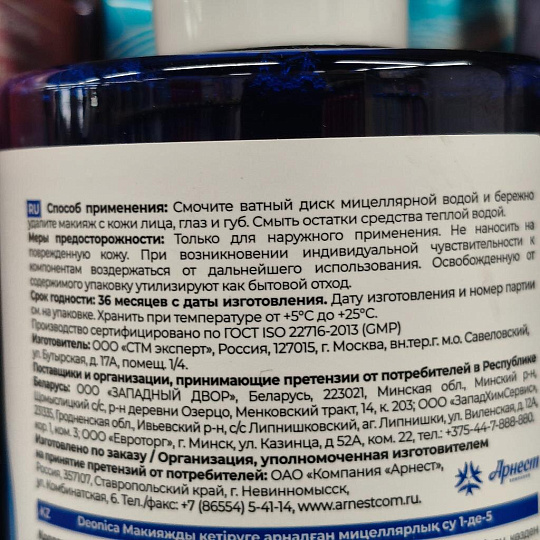 RU Способ применения: Смочите ватный диск мицеллярной водой и бережно
удалите макияж с кожи лица, глаз и губ. Смыть остатки средства теплой водой.
Меры предосторожности: Только для наружного применения. Не наносить на
поврежденную кожу. При возникновении индивидуальной чувствительности к
компонентам воздержаться от дальнейшего использования. Освобожденную от
содержимого упаковку утилизируют как бытовой отход.
Срок годности: 36 месяцев с даты изготовления. Дату изготовления и номер партии
см. на упаковке. Хранить при температуре от +5°C до +25°C.
Производство сертифицировано по ГОСТ ISO 22716-2013 (GMP)
Изготовитель: ООО «СТМ эксперт», Россия, 127015, г. Москва, вн.тер.г. м.о. Савеловский,
ул. Бутырская, д. 17А, помещ. 1/4.
Поставщики и организации, принимающие претензии от потребителей в Республике
Беларусь: ООО «ЗАПАДНЫЙ ДВОР», Беларусь, 223021, Минская обл., Минский р-н,
Щомыслицкий с/с, р-н деревни Озерцо, Менковский тракт, 14, к. 203; ООО «ЗападХимСервис»,
231335, Гродненская обл., Ивьевский р-н, с/с Липнишковский, аг. Липнишки, ул. Виленская, д. 12А,
кор. 1, ком. 3; ООО «Евроторг», г. Минск, ул. Казинца, д 52А, ком. 22, тел.: +375-44-7-888-880.
Изготовлено по заказу / Организация, уполномоченная изготовителем
на принятие претензий от потребителей: ОАО «Компания «Арнест»,
Россия, 357107, Ставропольский край, г. Невинномысск,
ул. Комбинатская, 6. Тел./факс: +7 (86554) 5-41-14, www.arnestcom.ru.
Арнест
КОМПАНИЯ
KZ Deonica Макияжды кетіруге арналған мицеллярлық су 1-де-5